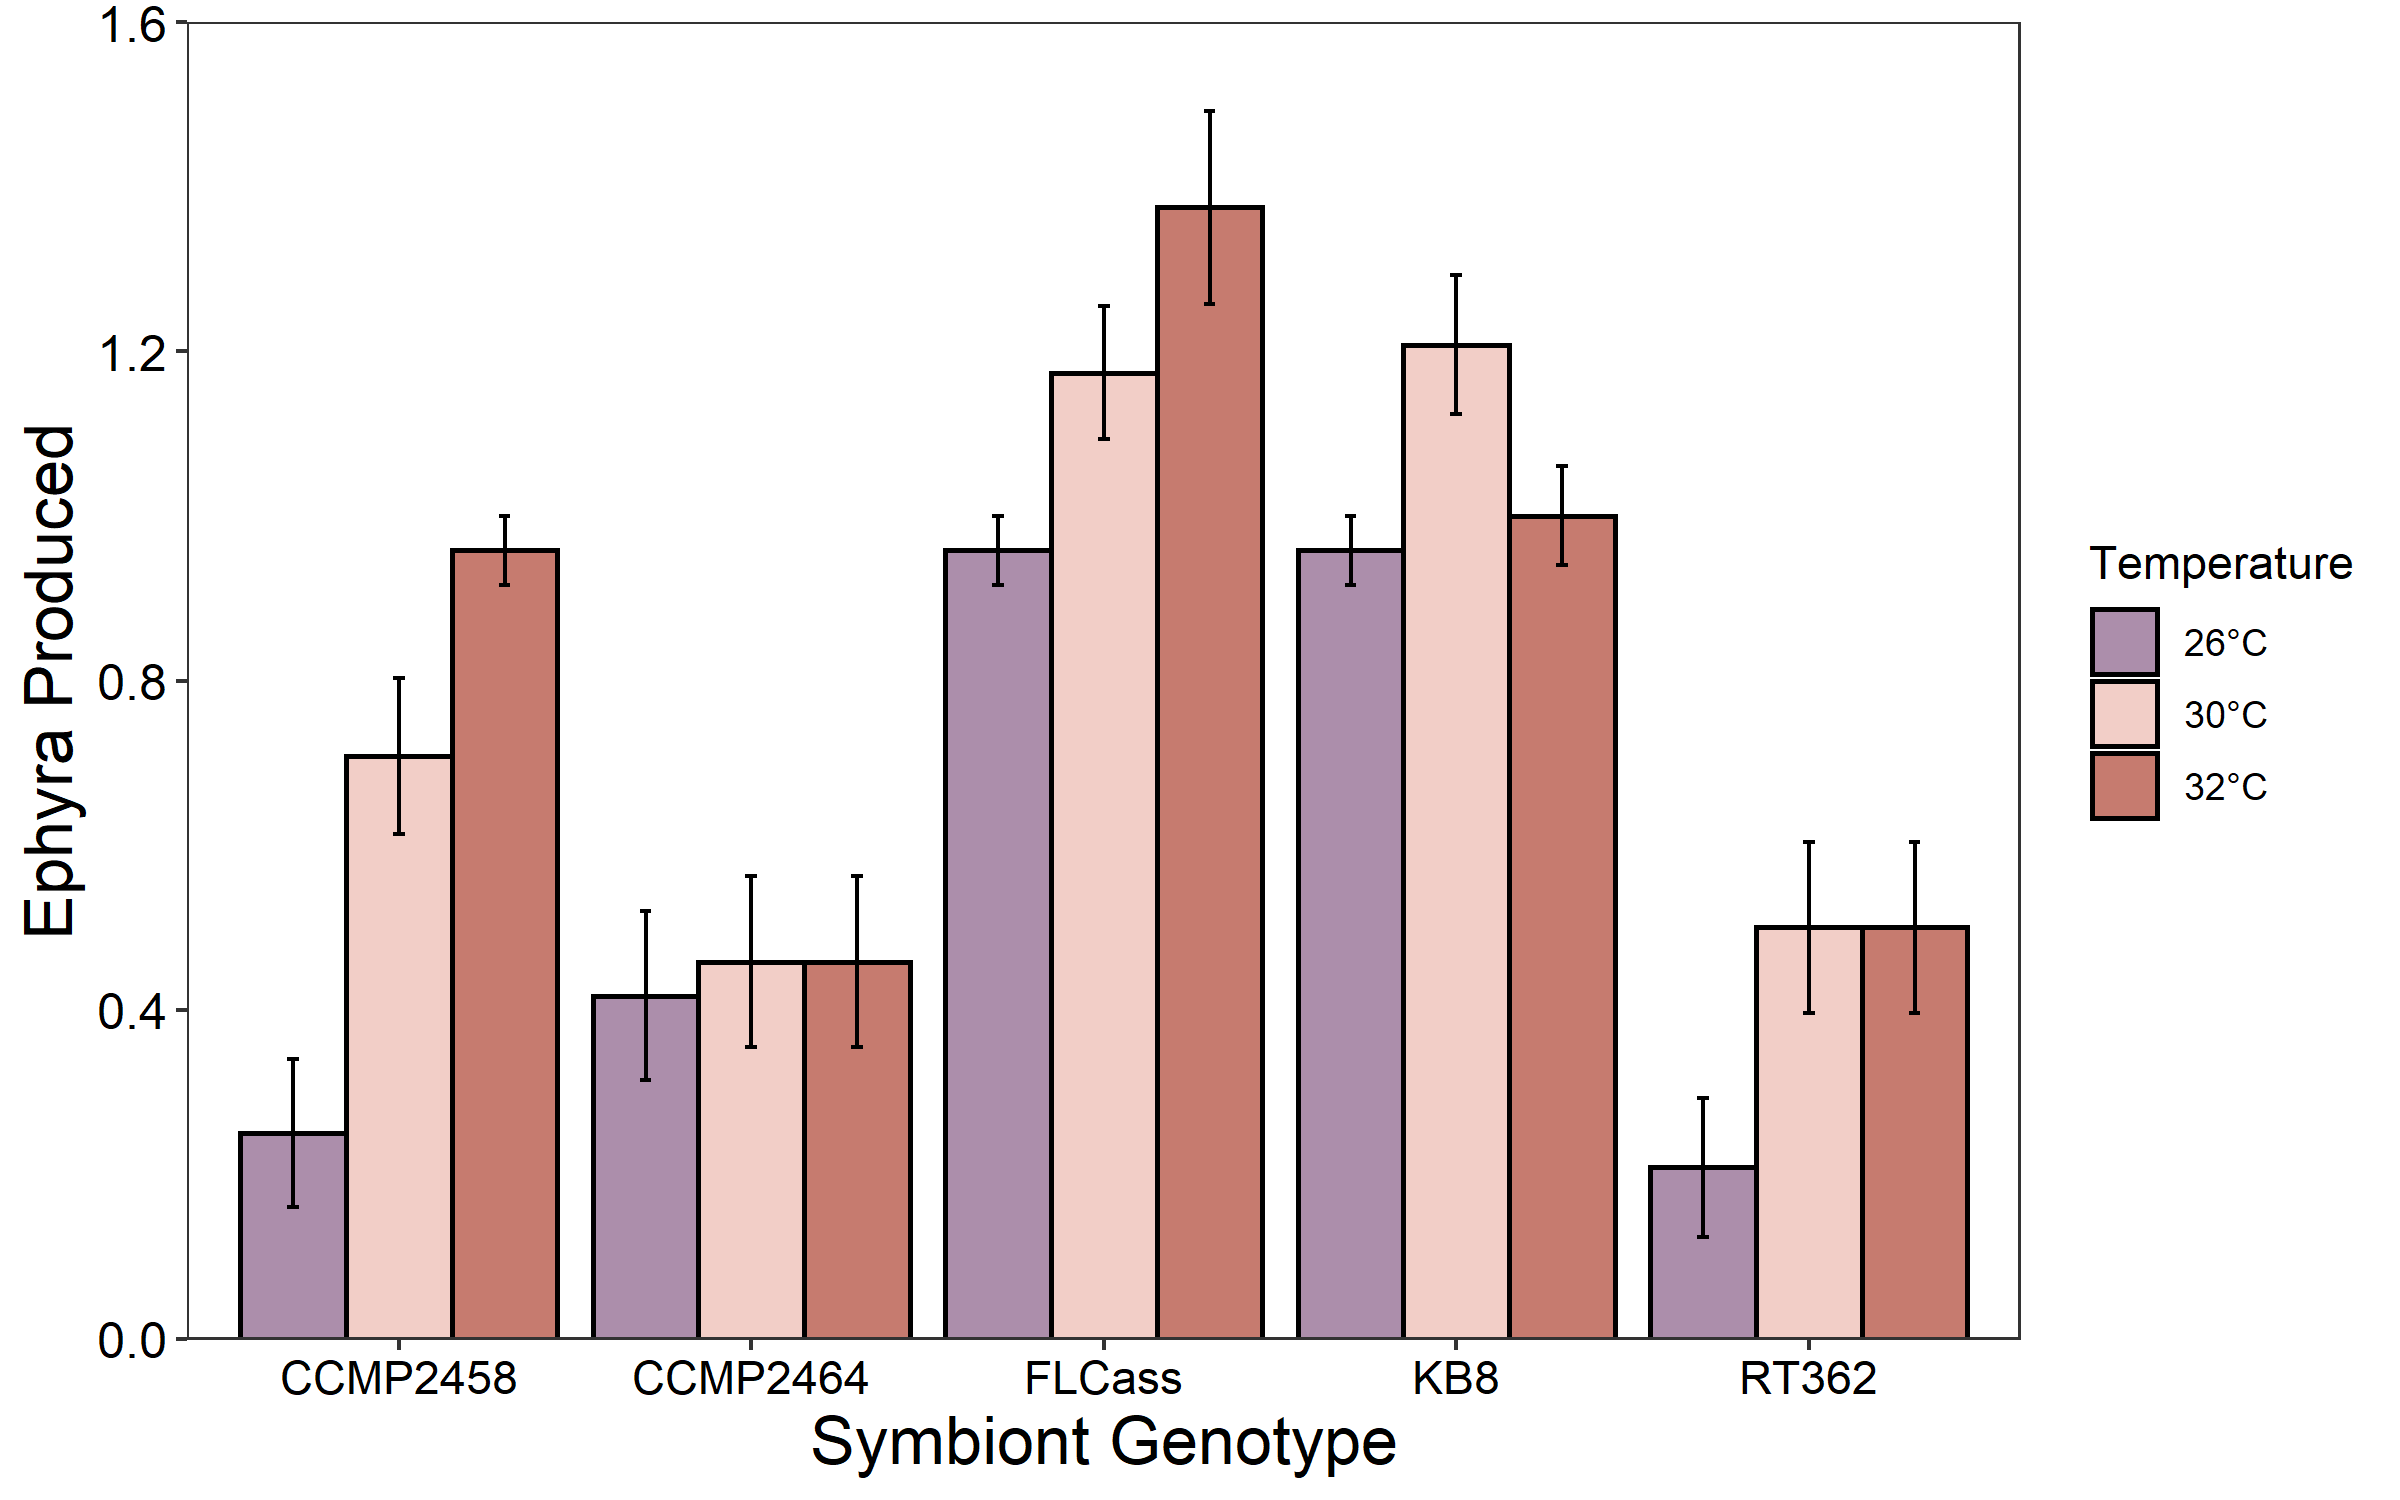 1.6
1.2
0.8
0.4
0.0
Ephyra Produced
CCMP2458 CCMP2464 FLCass KB8 RT362
Symbiont Genotype
Temperature
26°C
30°C
32°C